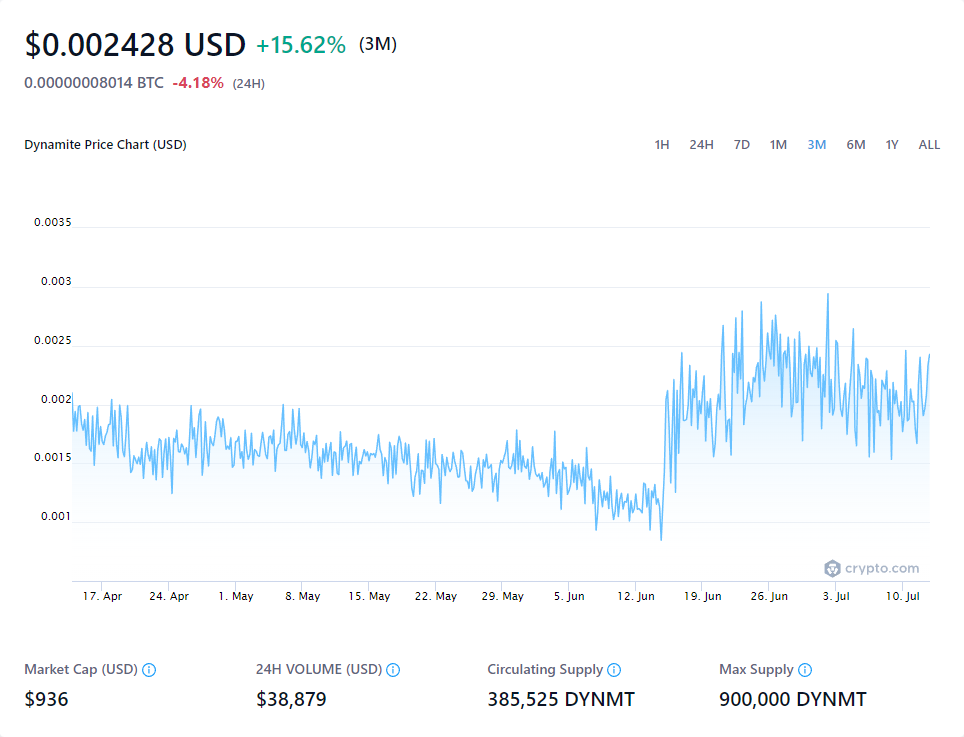 $0.002428 USD +15.62% (3M)
0.00000008014 BTC -4.18% (24H)
Dynamite Price Chart (USD) 1H 24H 7D 1M 3M 6M 1Y ALL
0.0035
0.003
0.0025
0.002
0.0015
0.001
crypto.com
17. Apr 24. Apr 1. May 8. May 15. May 22. May 29. May 5. Jun 12. Jun 19. Jun 26. Jun 3. Jul 10. Jul
Market Cap (USD) 24H VOLUME (USD) Circulating Supply Max Supply
$936 $38,879 385,525 DYNMT 900,000 DYNMT